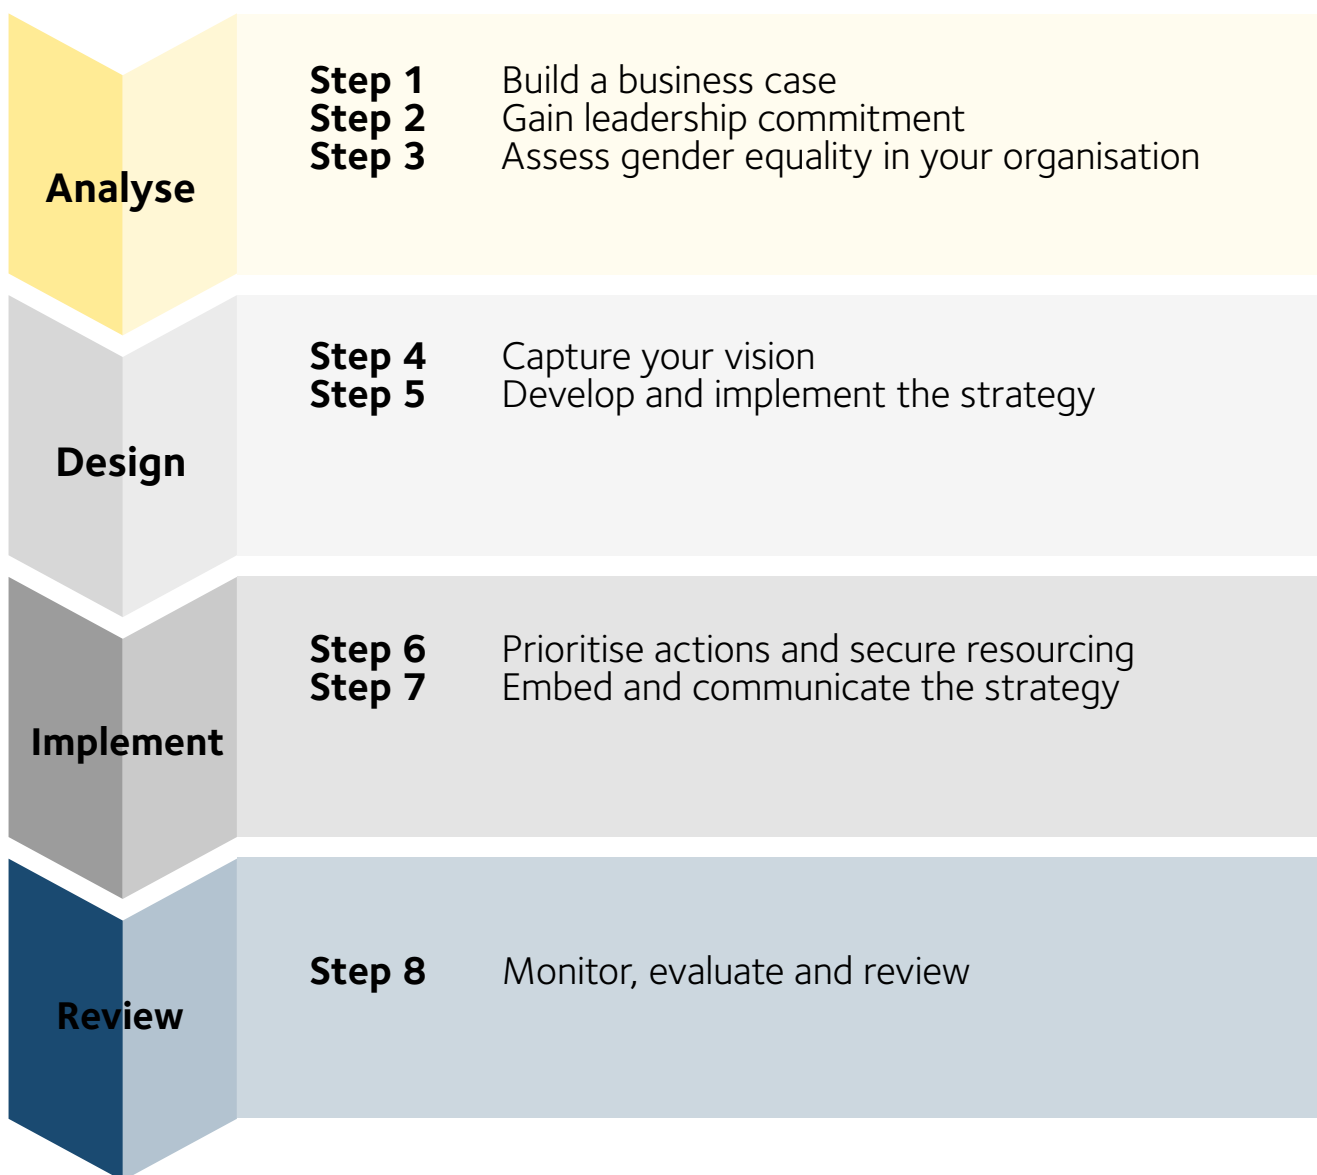 Analyse
Step 1 Build a business case
Step 2 Gain leadership commitment
Step 3 Assess gender equality in your organisation
Design
Step 4 Capture your vision
Step 5 Develop and implement the strategy
Implement
Step 6 Prioritise actions and secure resourcing
Step 7 Embed and communicate the strategy
Review
Step 8 Monitor, evaluate and review